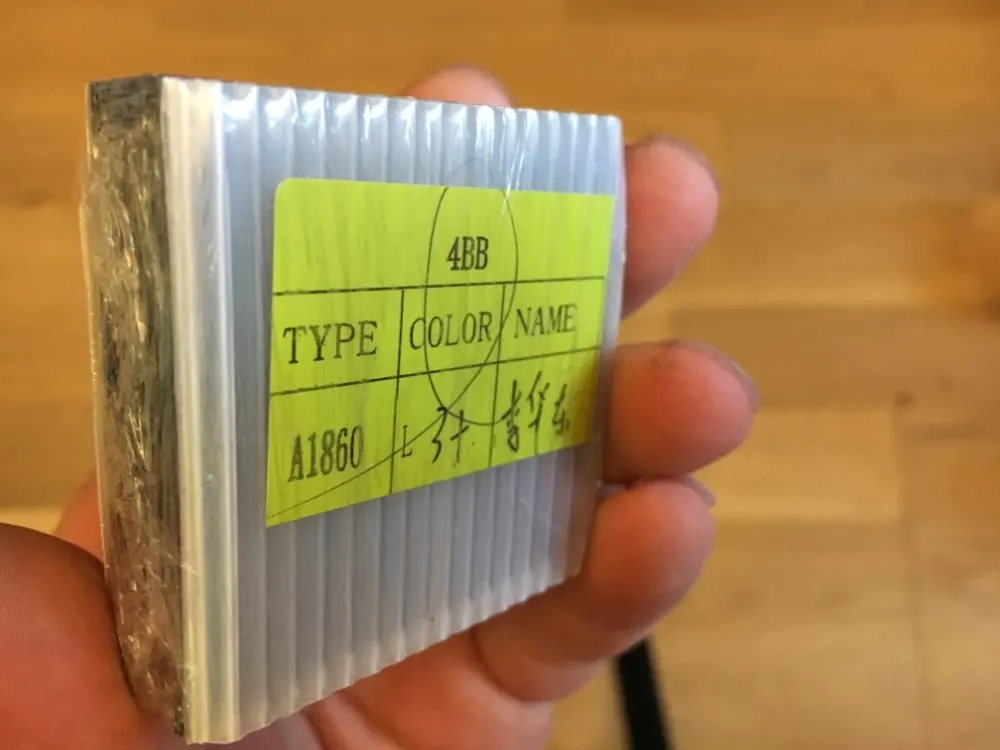 4BB
TYPE COLOR NAME
A1860 L